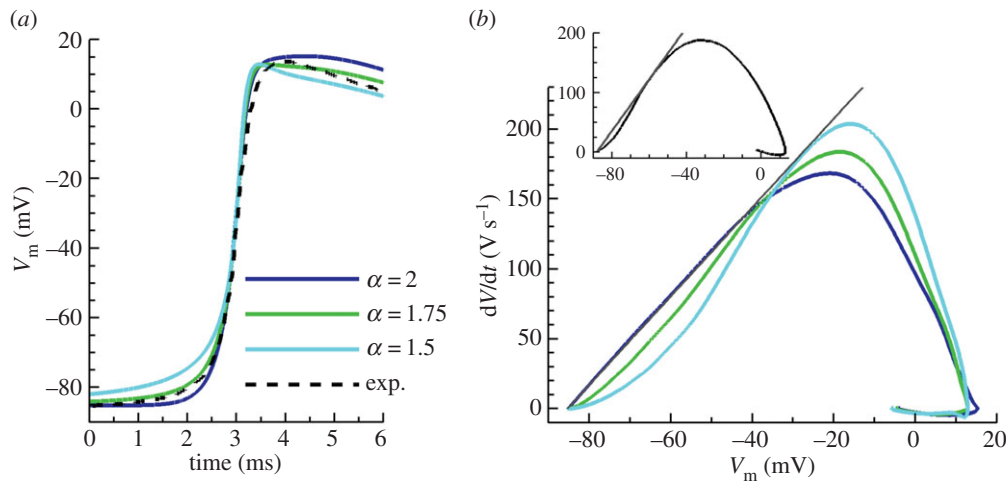 (a)
20
0
−20
−40
−60
−80
Vm (mV)
0 1 2 3 4 5 6
time (ms)
α = 2
α = 1.75
α = 1.5
exp.
(b)
200
100
0
−80 −40 0
200
150
100
50
0
dV/dt (V s−1)
−80 −60 −40 −20 0 20
Vm (mV)